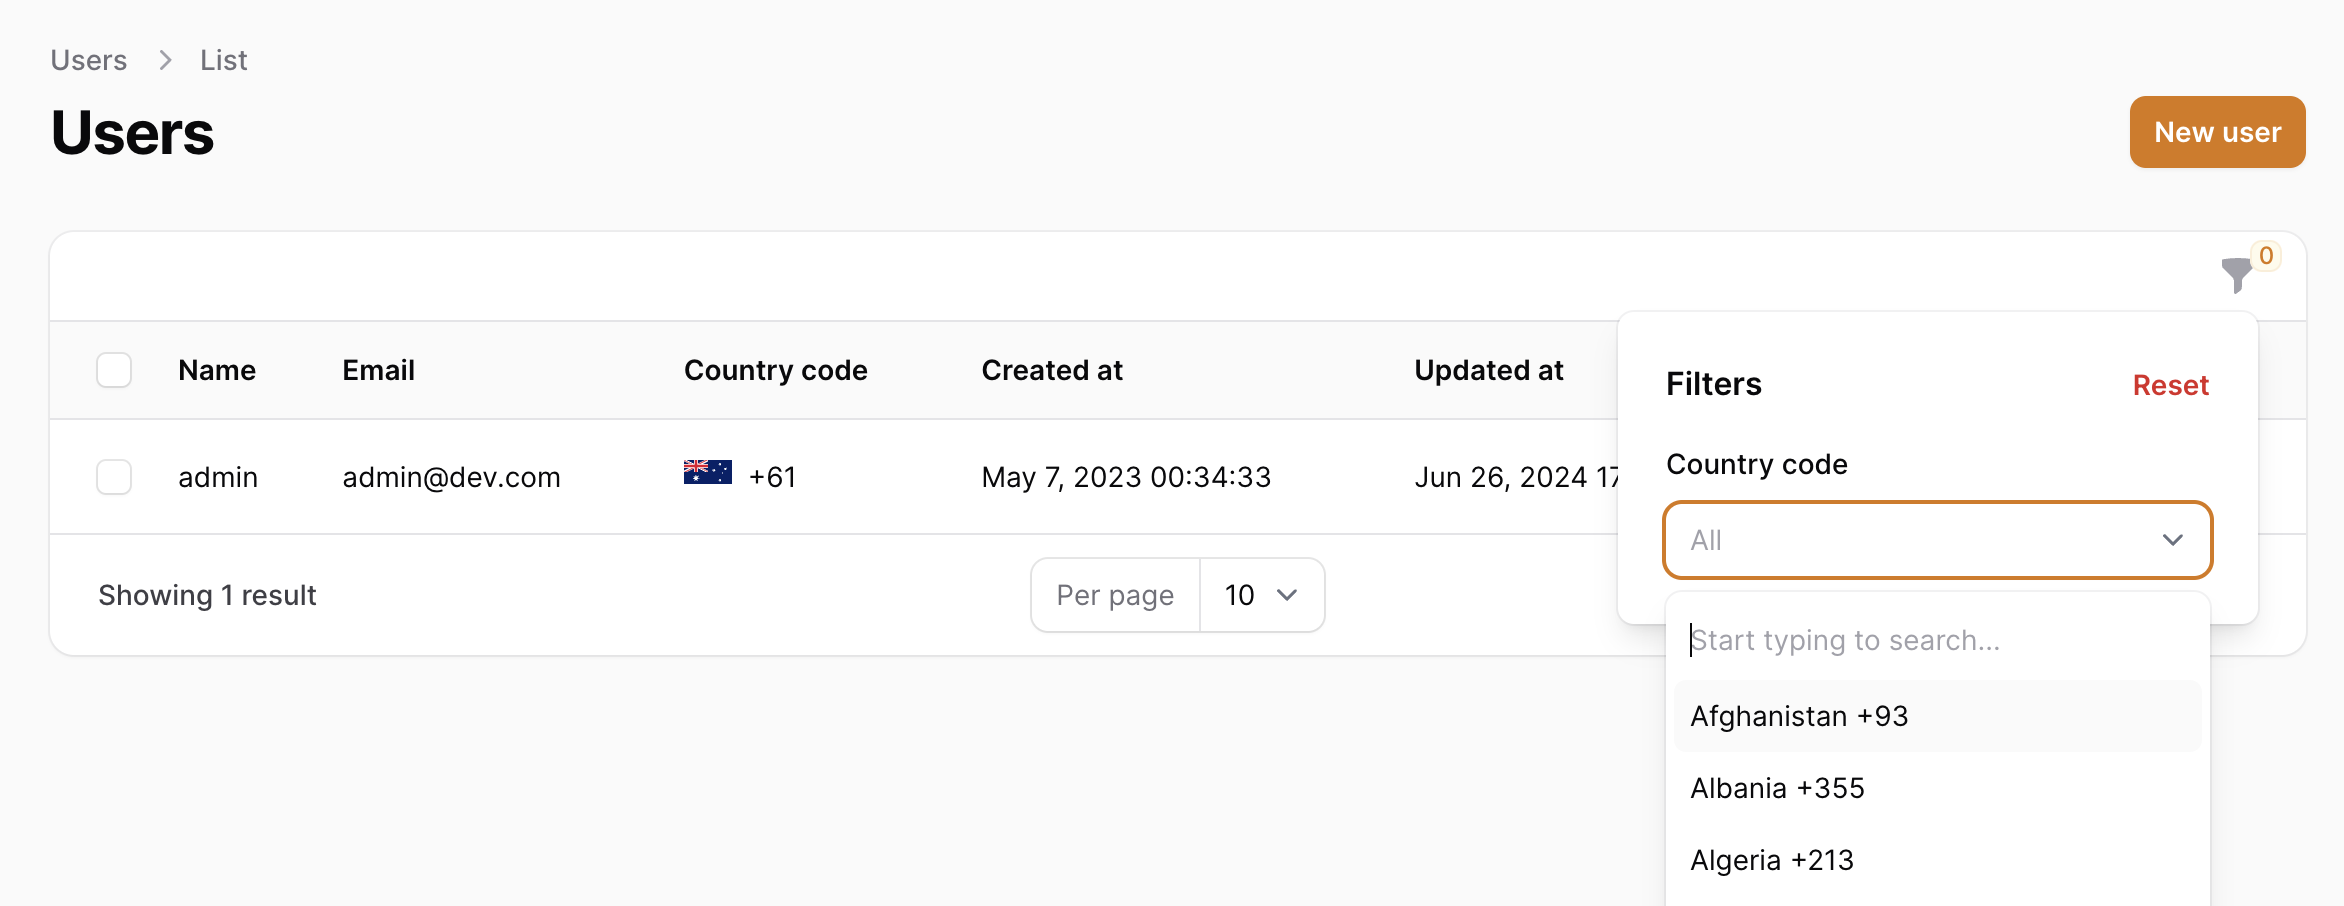 Users > List
Users
New user
0
Name Email Country code Created at Updated at
admin admin@dev.com +61 May 7, 2023 00:34:33 Jun 26, 2024 17
Showing 1 result
Per page 10
Filters Reset
Country code
All
Start typing to search...
Afghanistan +93
Albania +355
Algeria +213